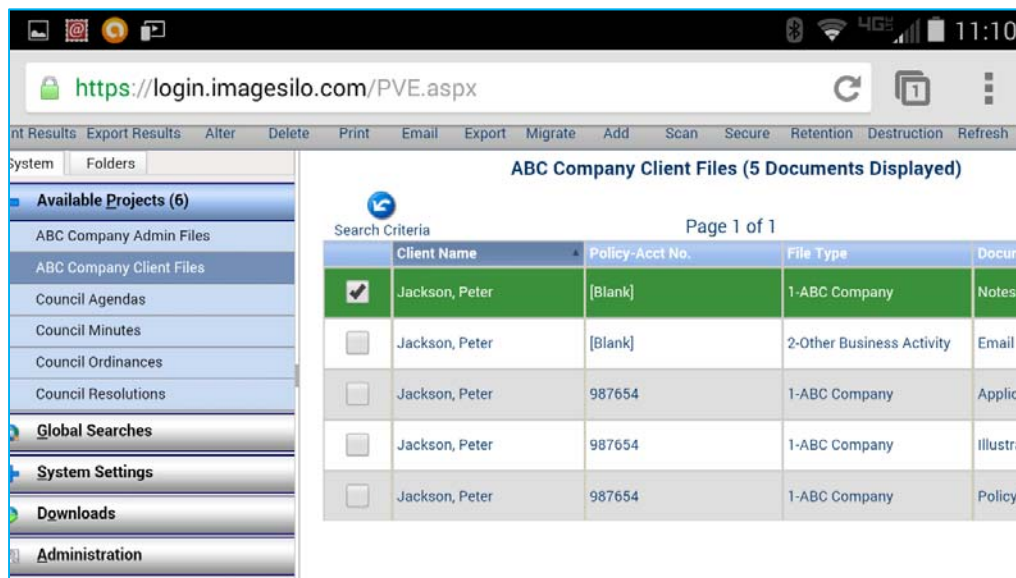 4G 11:10
https://login.imagesilo.com/PVE.aspx 1
nt Results Export Results Alter Delete Print Email Export Migrate Add Scan Secure Retention Destruction Refresh
System Folders
ABC Company Client Files (5 Documents Displayed)
Available Projects (6)
ABC Company Admin Files
ABC Company Client Files
Council Agendas
Council Minutes
Council Ordinances
Council Resolutions
Global Searches
System Settings
Downloads
Administration
Search Criteria
Page 1 of 1
Client Name Policy-Acct No. File Type Docum
Jackson, Peter [Blank] 1-ABC Company Notes
Jackson, Peter [Blank] 2-Other Business Activity Email
Jackson, Peter 987654 1-ABC Company Applic
Jackson, Peter 987654 1-ABC Company Illustra
Jackson, Peter 987654 1-ABC Company Policy